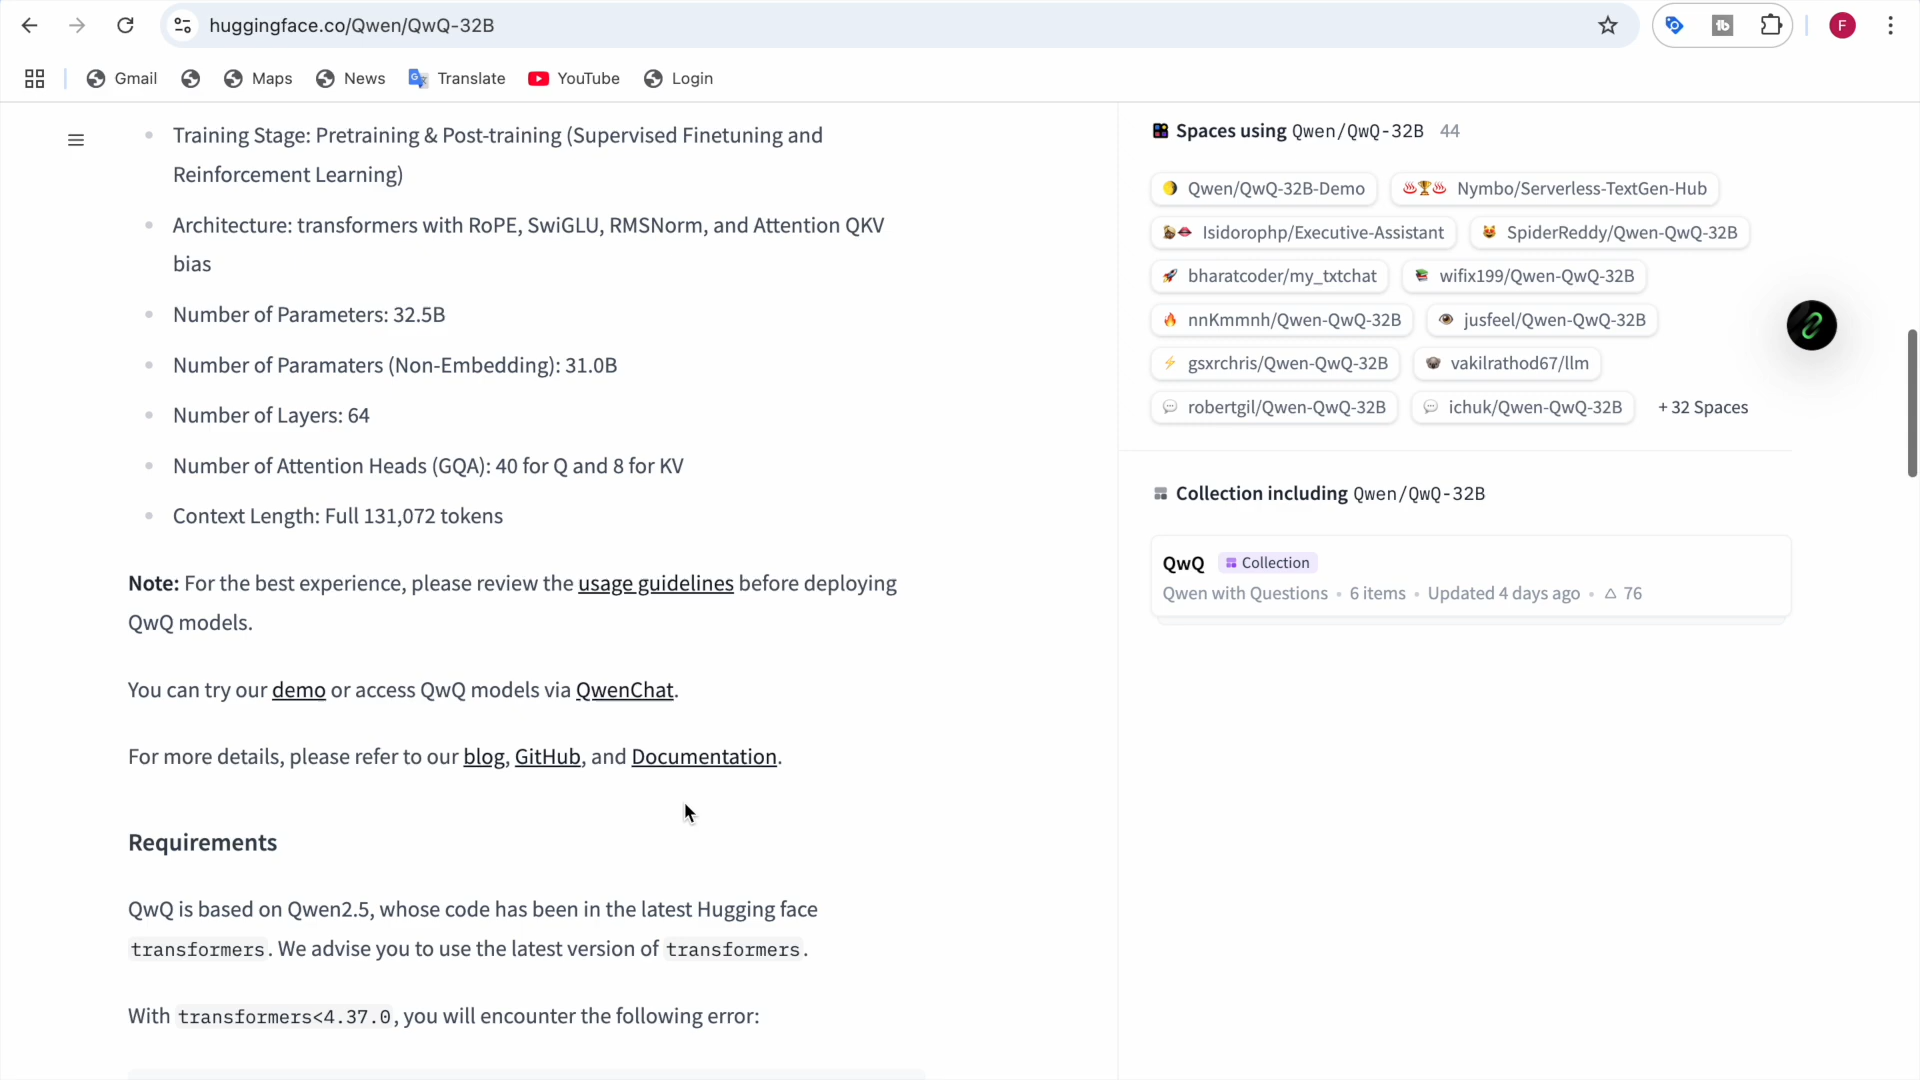 huggingface.co/Qwen/QwQ-32B
F
Gmail
Maps
News
Translate
YouTube
Login
Training Stage: Pretraining & Post-training (Supervised Finetuning and
Reinforcement Learning)
Architecture: transformers with RoPE, SwiGLU, RMSNorm, and Attention QKV
bias
Number of Parameters: 32.5B
Number of Paramaters (Non-Embedding): 31.0B
Number of Layers: 64
Number of Attention Heads (GQA): 40 for Q and 8 for KV
Context Length: Full 131,072 tokens
Note: For the best experience, please review the usage guidelines before deploying
QwQ models.
You can try our demo or access QwQ models via QwenChat.
For more details, please refer to our blog, GitHub, and Documentation.
Requirements
QwQ is based on Qwen2.5, whose code has been in the latest Hugging face
transformers. We advise you to use the latest version of transformers.
With transformers<4.37.0, you will encounter the following error:
Spaces using Qwen/QwQ-32B 44
Qwen/QwQ-32B-Demo
Nymbo/Serverless-TextGen-Hub
Isidorophp/Executive-Assistant
SpiderReddy/Qwen-QwQ-32B
bharatcoder/my_txtchat
wifix199/Qwen-QwQ-32B
nnKmmnh/Qwen-QwQ-32B
jusfeel/Qwen-QwQ-32B
gsxrchris/Qwen-QwQ-32B
vakilrathod67/llm
robertgil/Qwen-QwQ-32B
ichuk/Qwen-QwQ-32B
+ 32 Spaces
Collection including Qwen/QwQ-32B
QwQ Collection
Qwen with Questions • 6 items • Updated 4 days ago • △ 76